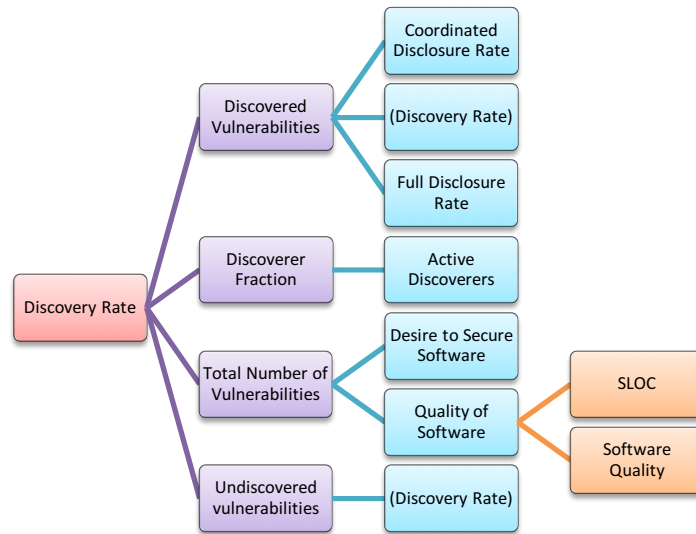 Discovery Rate
Discovered
Vulnerabilities
Coordinated
Disclosure Rate
(Discovery Rate)
Full Disclosure
Rate
Discoverer
Fraction
Active
Discoverers
Total Number of
Vulnerabilities
Desire to Secure
Software
Quality of
Software
SLOC
Software
Quality
Undiscovered
vulnerabilities
(Discovery Rate)